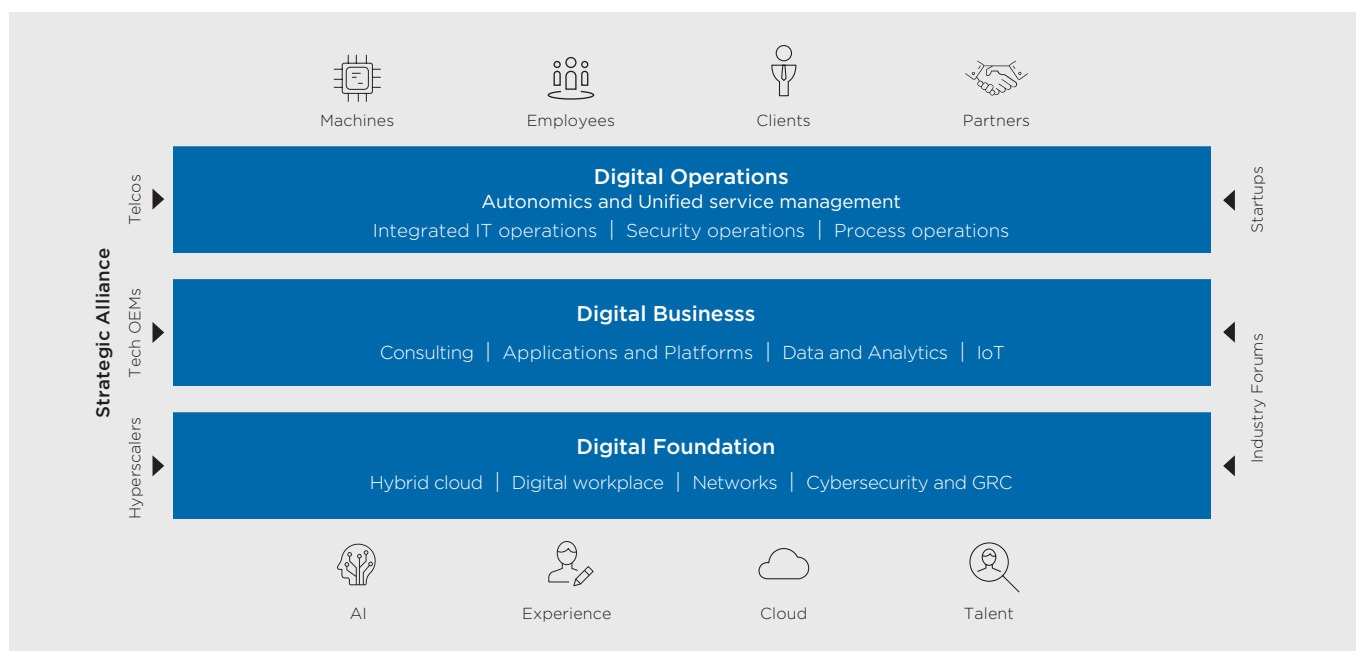 Machines
Employees
Clients
Partners
Strategic Alliance
Telcos
Tech OEMs
Hyperscalers
Digital Operations
Autonomics and Unified service management
Integrated IT operations | Security operations | Process operations
Digital Businesss
Consulting | Applications and Platforms | Data and Analytics | IoT
Digital Foundation
Hybrid cloud | Digital workplace | Networks | Cybersecurity and GRC
Startups
Industry Forums
AI
Experience
Cloud
Talent